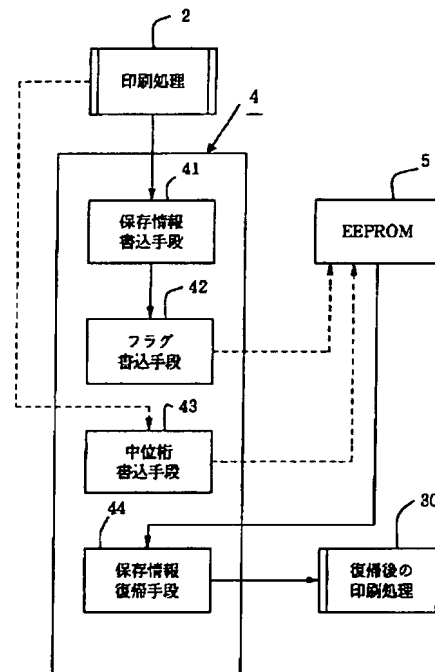 2
印刷処理
4
41
保存情報
書込手段
5
EEPROM
42
フラグ
書込手段
43
中位桁
書込手段
44
保存情報
復帰手段
30
復帰後の
印刷処理